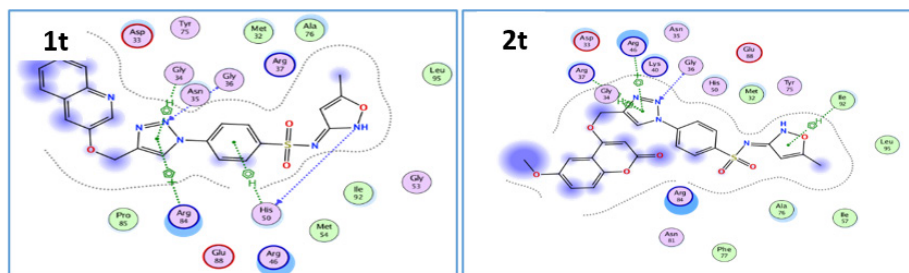 1t
Asp 33
Tyr 75
Met 32
Ala 76
Gly 34
Asn 35
Gly 36
Arg 37
Leu 95
H
N
N
N
N
O
O
O
S
N
O
NH
Gly 53
Ile 92
Pro 85
Arg 84
H
His 50
Met 54
Glu 88
Arg 46
2t
Asp 33
Arg 46
Asn 35
Glu 88
Arg 37
Lys 40
Gly 36
His 50
Tyr 75
Met 32
Ile 92
Gly 34
H
N
N
N
O
O
O
O
S
O
O
N
NH
O
H
Leu 95
Arg 84
Ala 76
Ile 57
Asn 81
Phe 77